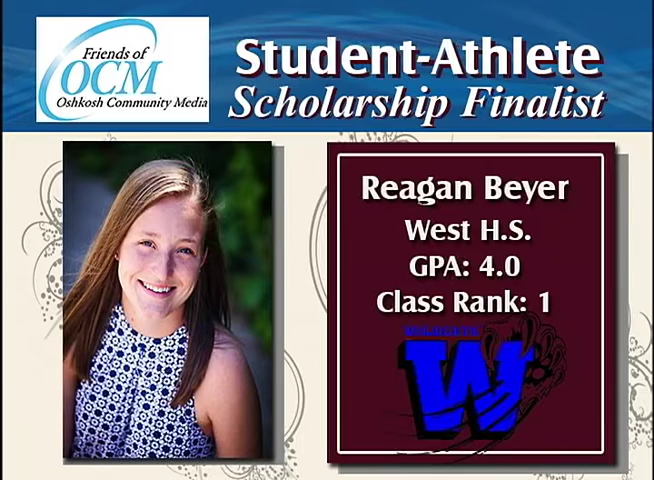 Friends of
OCM
Oshkosh Community Media
Student-Athlete
Scholarship Finalist
Reagan Beyer
West H.S.
GPA: 4.0
Class Rank: 1
W